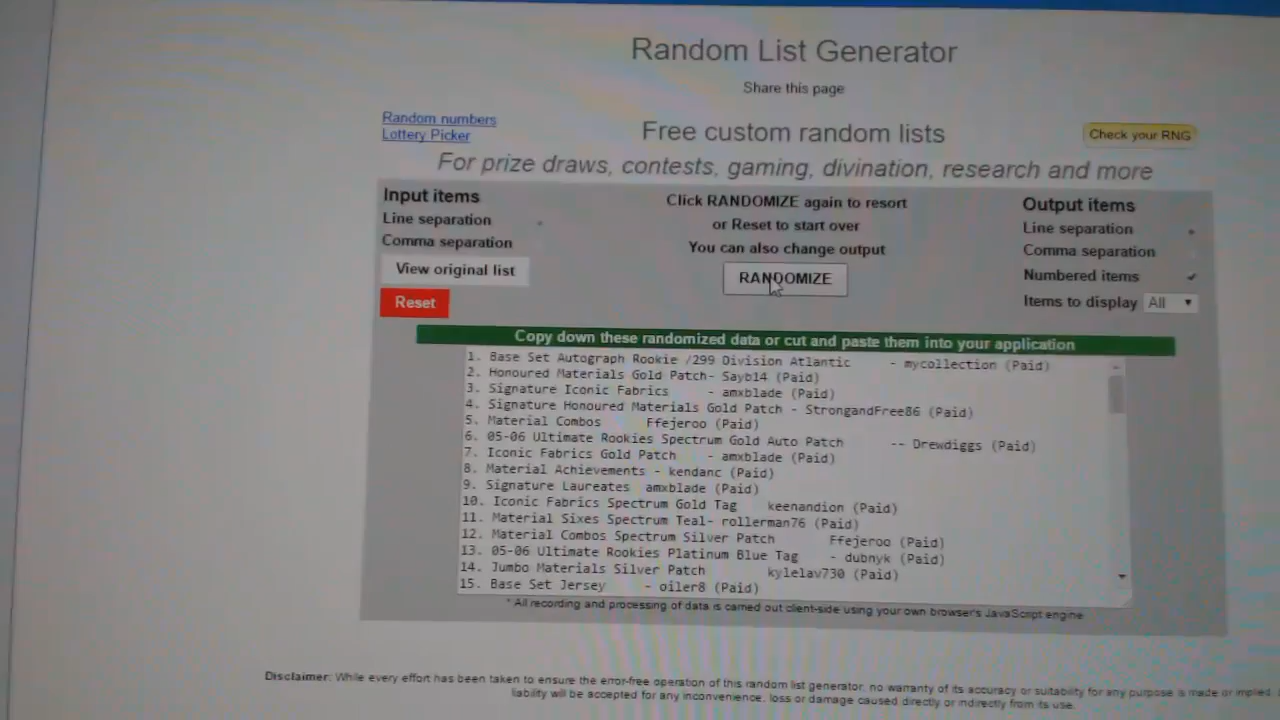 Random List Generator
Share this page
Random numbers
Lottery Picker
Free custom random lists
Check your RNG
For prize draws, contests, gaming, divination, research and more
Input items
Line separation
Comma separation
View original list
Reset
Click RANDOMIZE again to resort
or Reset to start over
You can also change output
RANDOMIZE
Output items
Line separation
Comma separation
Numbered items
Items to display All
Copy down these randomized data or cut and paste them into your application
1. Base Set Autograph Rookie /299 Division Atlantic - mycollection (Paid)
2. Honoured Materials Gold Patch- Sayb14 (Paid)
3. Signature Iconic Fabrics - amxblade (Paid)
4. Signature Honoured Materials Gold Patch - StrongandFree86 (Paid)
5. Material Combos Ffejeroo (Paid)
6. 05-06 Ultimate Rookies Spectrum Gold Auto Patch -- Drewdiggs (Paid)
7. Iconic Fabrics Gold Patch - amxblade (Paid)
8. Material Achievements - kendanc (Paid)
9. Signature Laureates amxblade (Paid)
10. Iconic Fabrics Spectrum Gold Tag keenandion (Paid)
11. Material Sixes Spectrum Teal- rollerman76 (Paid)
12. Material Combos Spectrum Silver Patch Ffejeroo (Paid)
13. 05-06 Ultimate Rookies Platinum Blue Tag - dubnyk (Paid)
14. Jumbo Materials Silver Patch kylelav730 (Paid)
15. Base Set Jersey - oiler8 (Paid)
* All recording and processing of data is carried out client-side using your own browser's JavaScript engine
Disclaimer: While every effort has been taken to ensure the error-free operation of this random list generator, no warranty of its accuracy or suitability for any purpose is made or implied.
liability will be accepted for any inconvenience, loss or damage caused directly or indirectly from its use.